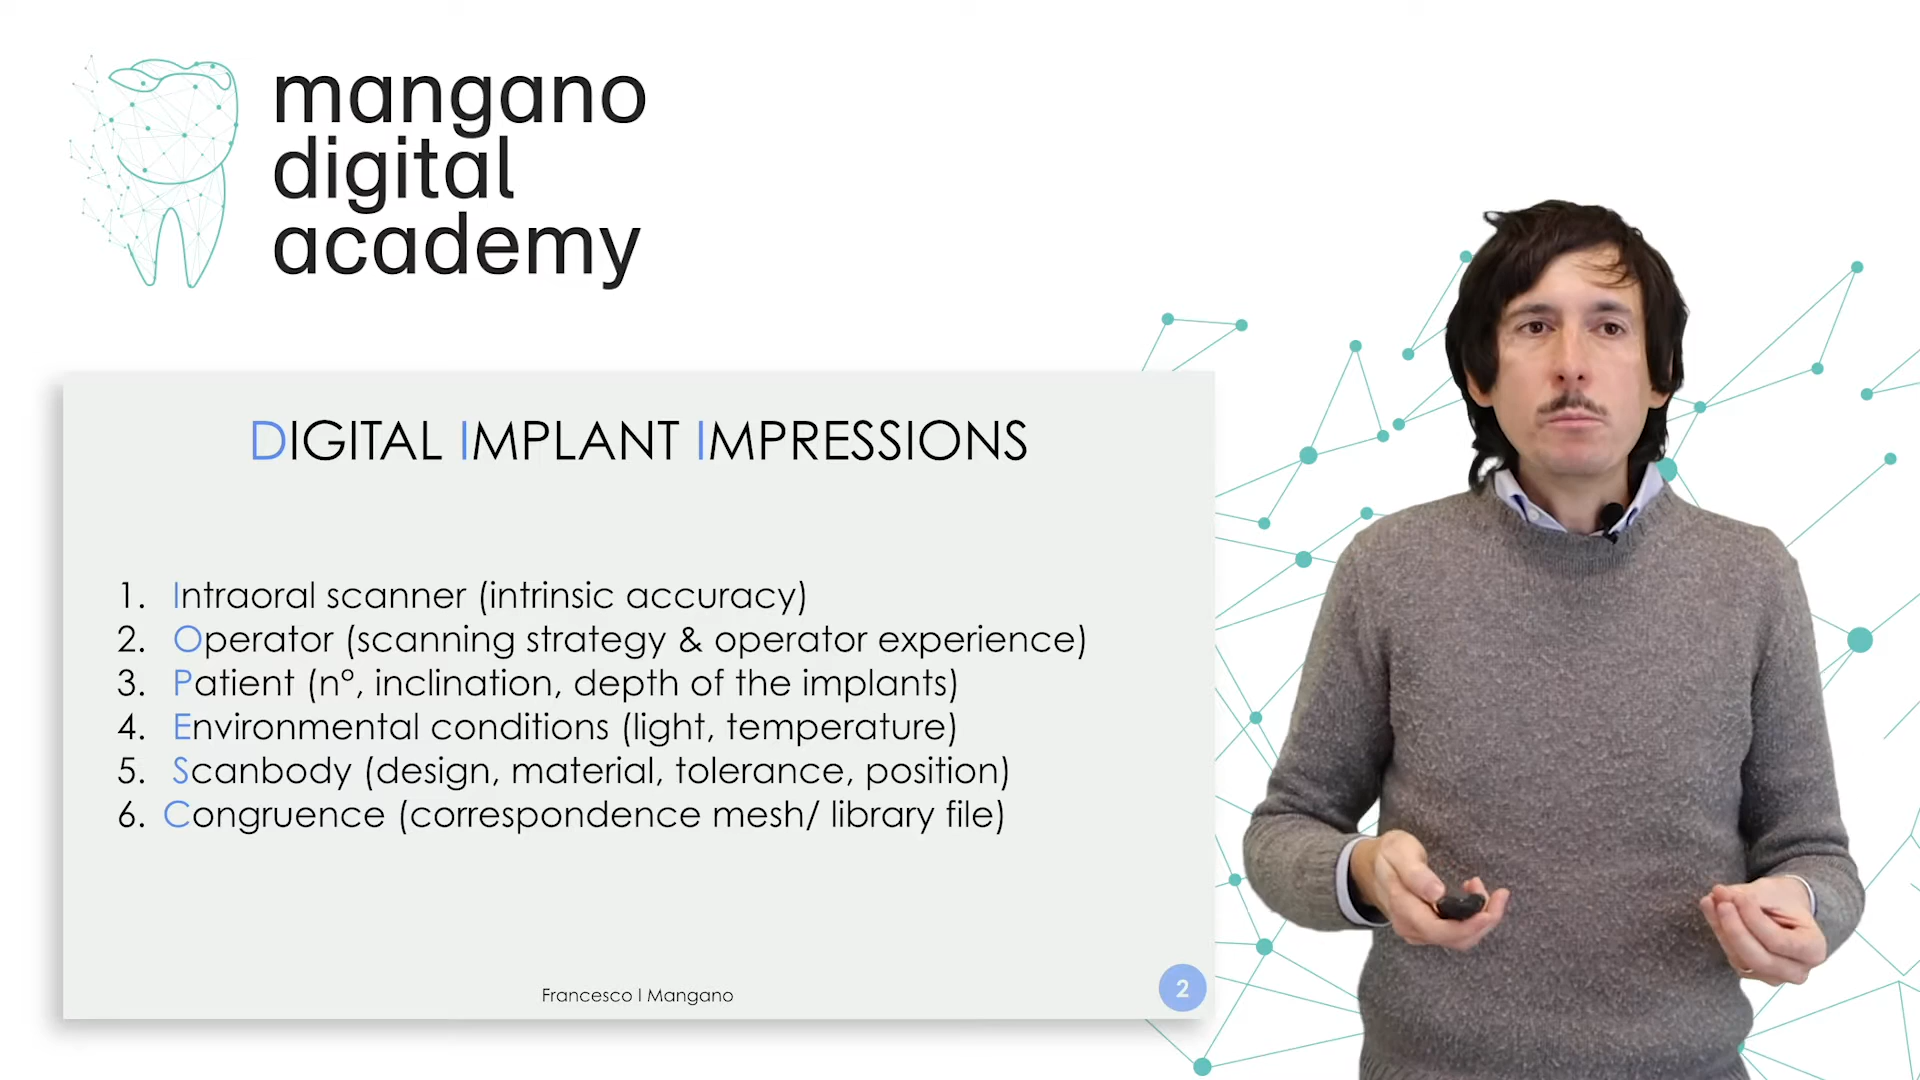 mangano
digital
academy
DIGITAL IMPLANT IMPRESSIONS
1. Intraoral scanner (intrinsic accuracy)
2. Operator (scanning strategy & operator experience)
3. Patient (n°, inclination, depth of the implants)
4. Environmental conditions (light, temperature)
5. Scanbody (design, material, tolerance, position)
6. Congruence (correspondence mesh/ library file)
Francesco I Mangano
2